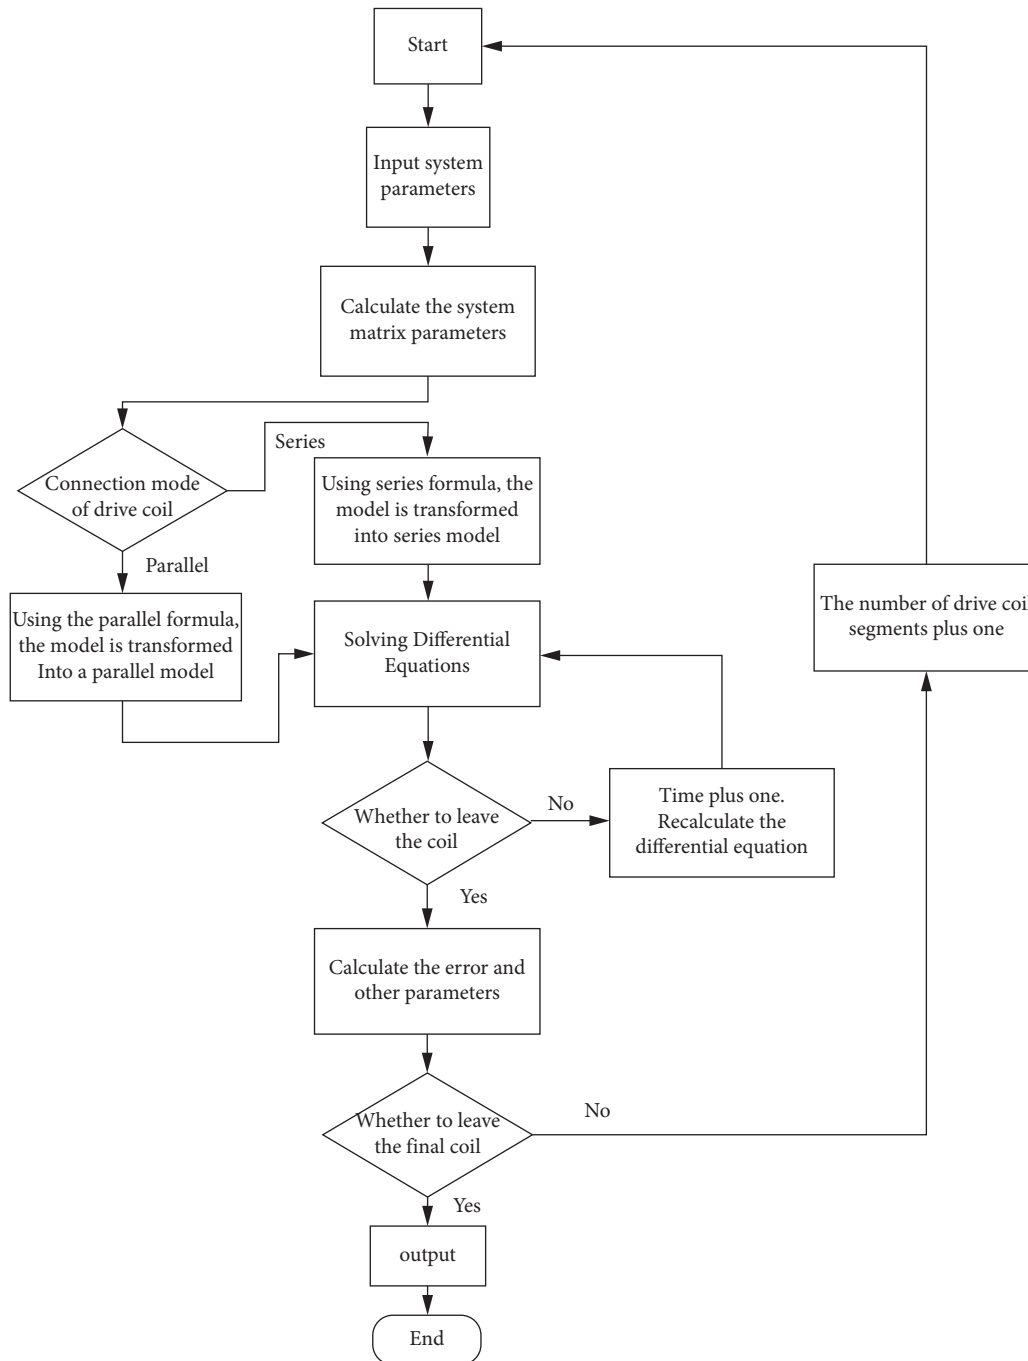 Start
Input system
parameters
Calculate the system
matrix parameters
Series
Connection mode
of drive coil
Using series formula, the
model is transformed
into series model
Parallel
Using the parallel formula,
the model is transformed
Into a parallel model
The number of drive coil
segments plus one
Solving Differential
Equations
Whether to leave
the coil
No
Time plus one.
Recalculate the
differential equation
Yes
Calculate the error and
other parameters
Whether to leave
the final coil
No
Yes
output
End